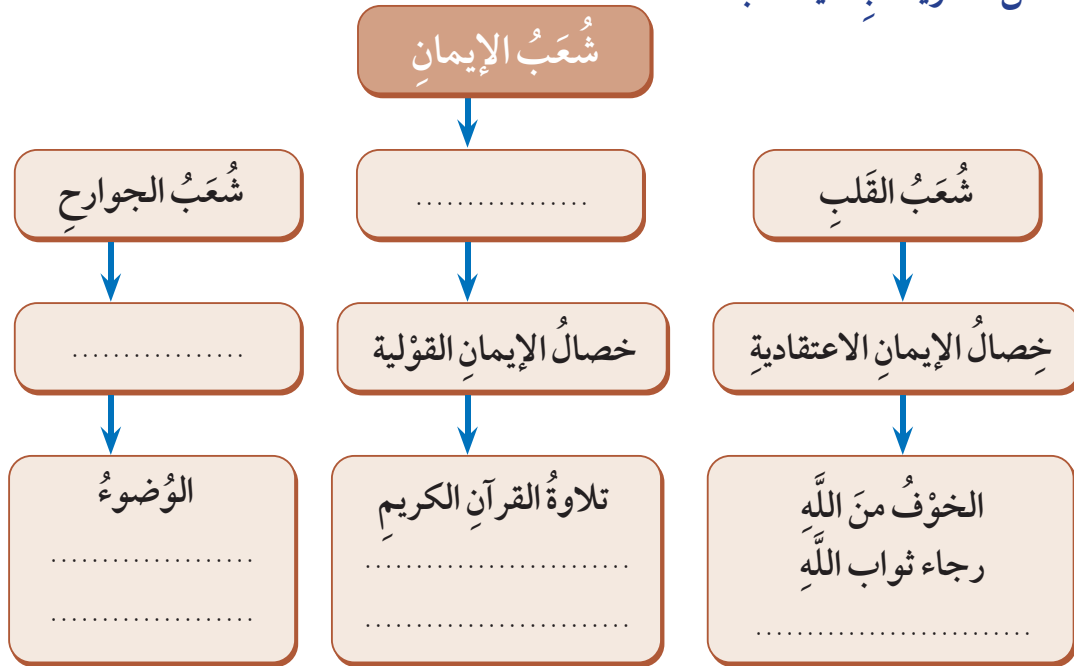 شُعَبُ الإيمانِ
شُعَبُ القَلبِ
.................
شُعَبُ الجوارحِ
خِصالُ الإيمانِ الاعتقاديةِ
خصالُ الإيمانِ القوْلية
.................
الخوْفُ منَ اللَّهِ
رجاء ثواب اللَّهِ
...........................
تلاوةُ القرآنِ الكريمِ
..........................
..........................
الوُضوءُ
....................
....................